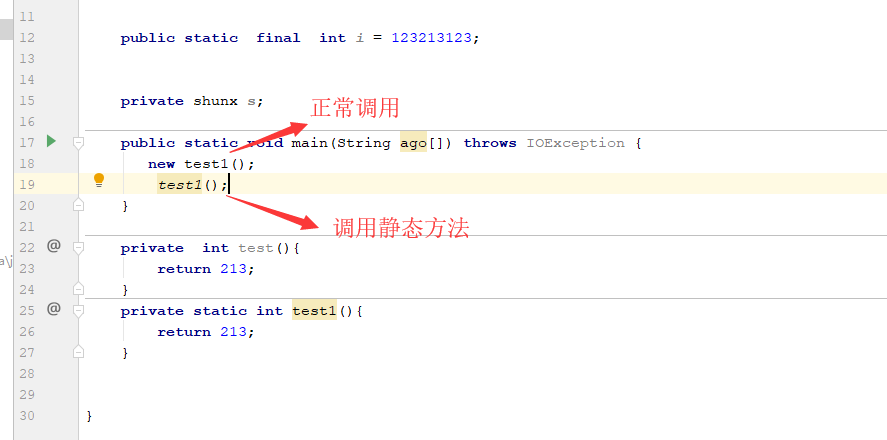 11
12 public static  final  int i = 123213123;
13
14
15 private shunx s;
正常调用
16
17 public static void main(String ago[]) throws IOException {
18 new test1();
19 test1();
20 }
调用静态方法
21
22 @ private  int test(){
23 return 213;
a\j
24 }
25 @ private static int test1(){
26 return 213;
27 }
28
29
30 }